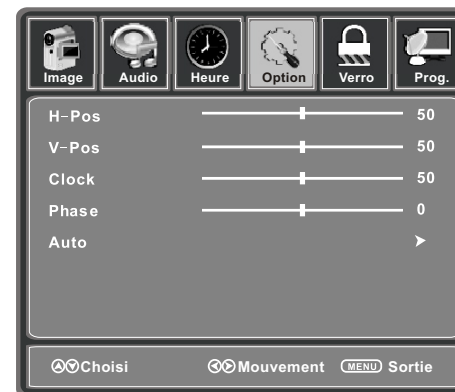 Image Audio Heure Option Verro Prog.
H-Pos 50
V-Pos 50
Clock 50
Phase 0
Auto
Choisi Mouvement MENU Sortie